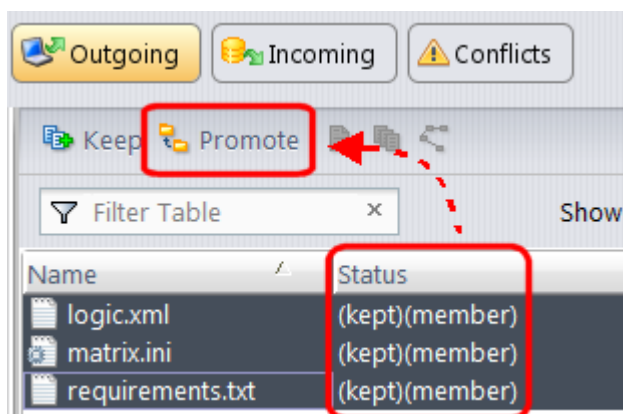 Outgoing Incoming Conflicts
Keep Promote
Filter Table × Show
Name Status
logic.xml (kept)(member)
matrix.ini (kept)(member)
requirements.txt (kept)(member)